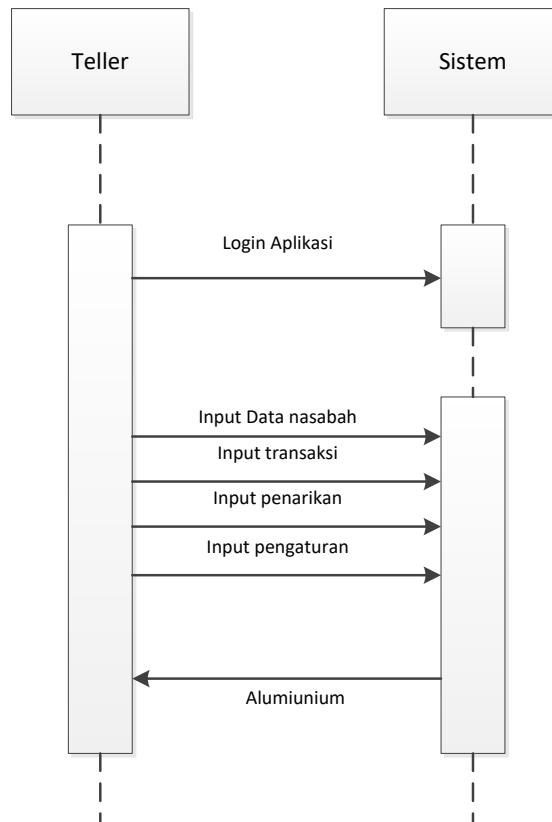 Teller
Sistem
Login Aplikasi
Input Data nasabah
Input transaksi
Input penarikan
Input pengaturan
Alumiunium